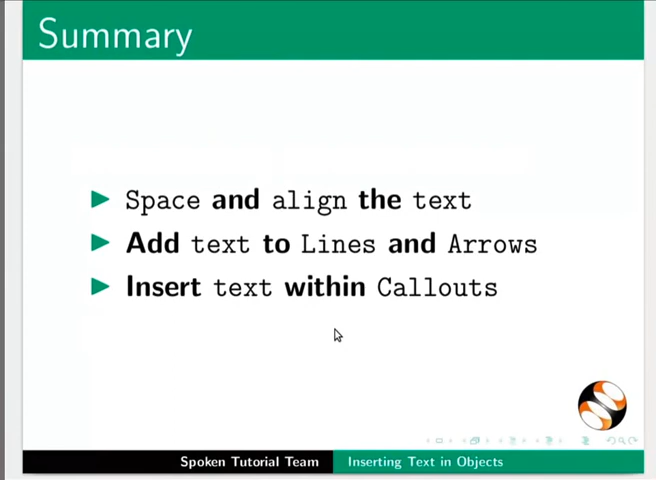 Summary
Space and align the text
Add text to Lines and Arrows
Insert text within Callouts
Spoken Tutorial Team Inserting Text in Objects